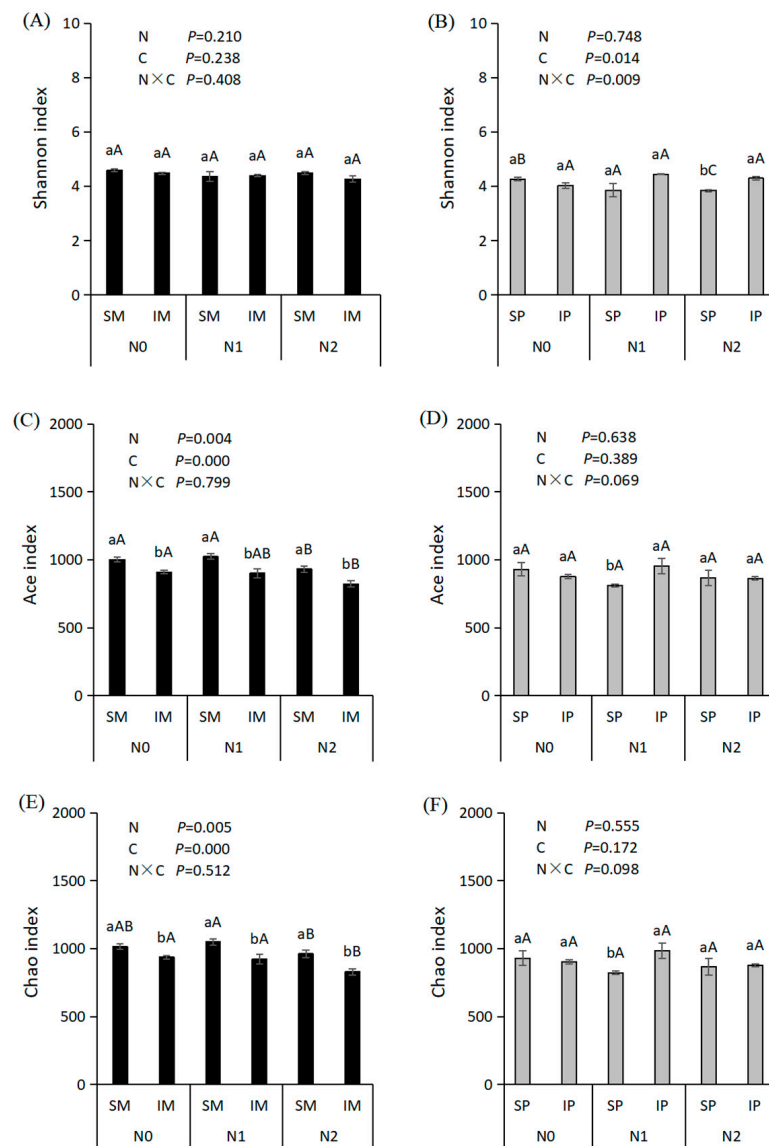 (A)
10
8
6
4
2
0
Shannon index
N P=0.210
C P=0.238
N×C P=0.408
aA aA aA aA aA aA
SM IM SM IM SM IM
N0 N1 N2
(B)
10
8
6
4
2
0
Shannon index
N P=0.748
C P=0.014
N×C P=0.009
aB aA aA aA bC aA
SP IP SP IP SP IP
N0 N1 N2
(C)
2000
1500
1000
500
0
Ace index
N P=0.004
C P=0.000
N×C P=0.799
aA bA aA bAB aB bB
SM IM SM IM SM IM
N0 N1 N2
(D)
2000
1500
1000
500
0
Ace index
N P=0.638
C P=0.389
N×C P=0.069
aA aA bA aA aA aA
SP IP SP IP SP IP
N0 N1 N2
(E)
2000
1500
1000
500
0
Chao index
N P=0.005
C P=0.000
N×C P=0.512
aAB bA aA bA aB bB
SM IM SM IM SM IM
N0 N1 N2
(F)
2000
1500
1000
500
0
Chao index
N P=0.555
C P=0.172
N×C P=0.098
aA aA bA aA aA aA
SP IP SP IP SP IP
N0 N1 N2